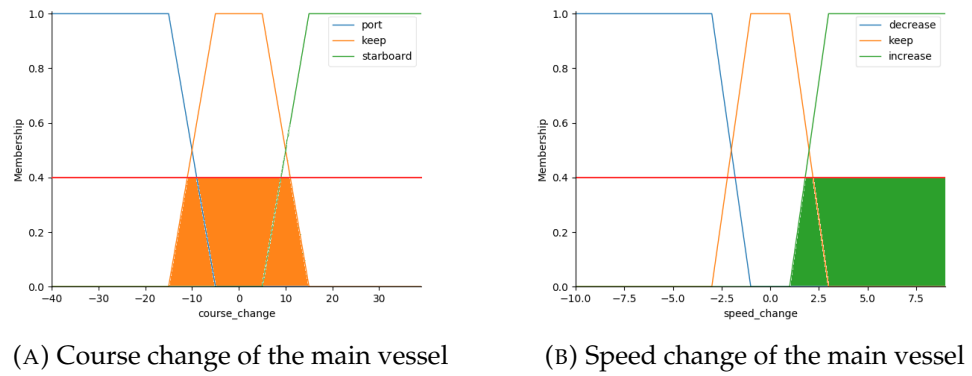 1.0
0.8
0.6
0.4
0.2
0.0
Membership
port
keep
starboard
−40 −30 −20 −10 0 10 20 30
course_change
(A) Course change of the main vessel
1.0
0.8
0.6
0.4
0.2
0.0
Membership
decrease
keep
increase
−10.0 −7.5 −5.0 −2.5 0.0 2.5 5.0 7.5
speed_change
(B) Speed change of the main vessel